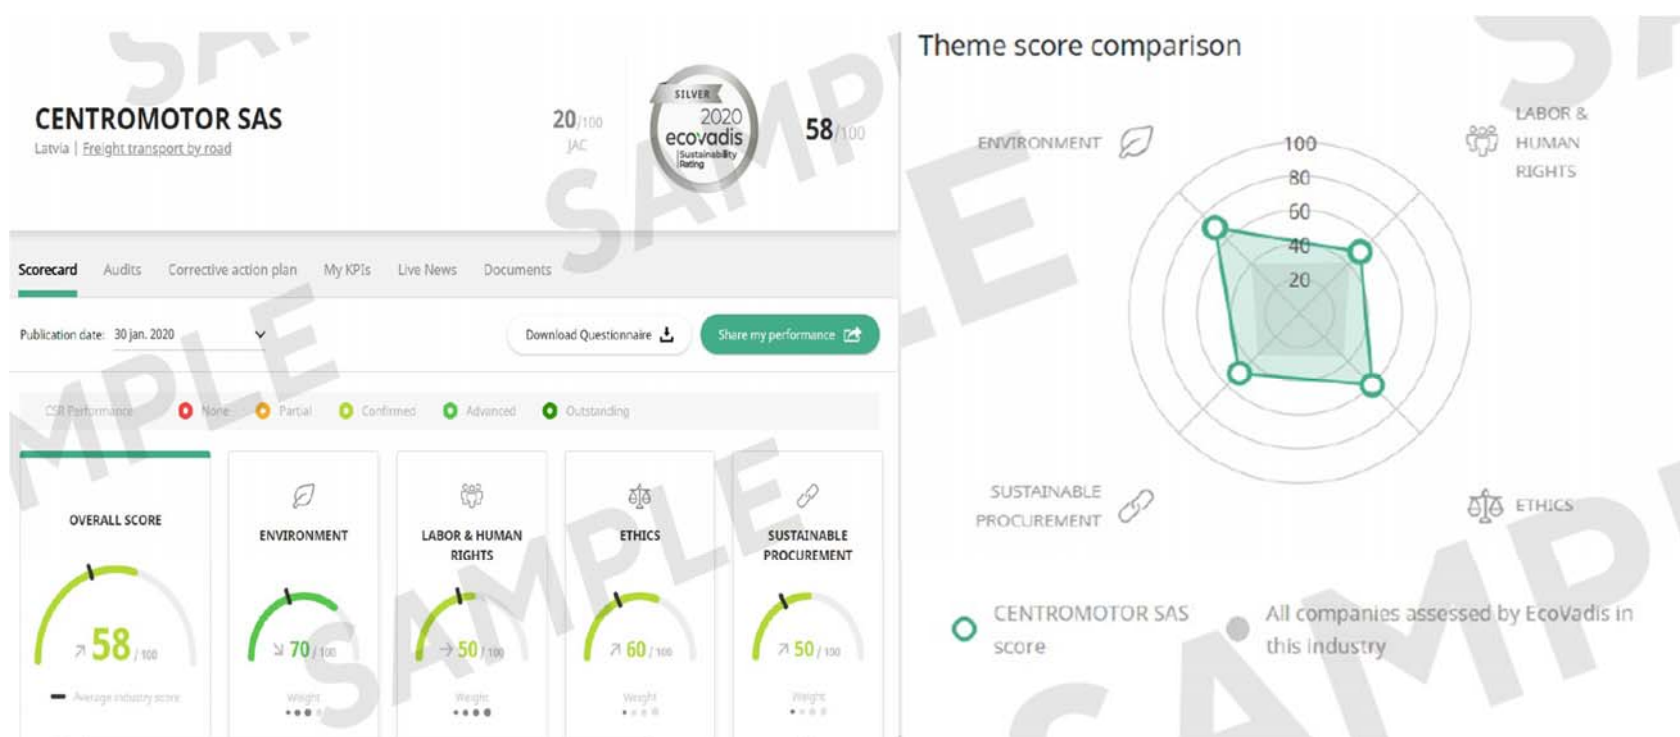 CENTROMOTOR SAS
Latvia | Freight transport by road
20/100
JAC
SILVER
2020
ecovadis
Sustainability
Rating
58/100
Scorecard Audits Corrective action plan My KPIs Live News Documents
Publication date: 30 jan. 2020
Download Questionnaire
Share my performance
CSR Performance None Partial Confirmed Advanced Outstanding
OVERALL SCORE
58 / 100
Average industry score
ENVIRONMENT
70 / 100
Weight
LABOR & HUMAN
RIGHTS
50 / 100
Weight
ETHICS
60 / 100
Weight
SUSTAINABLE
PROCUREMENT
50 / 100
Weight
Theme score comparison
ENVIRONMENT
LABOR &
HUMAN
RIGHTS
100
80
60
40
20
SUSTAINABLE
PROCUREMENT
ETHICS
CENTROMOTOR SAS
score
All companies assessed by EcoVadis in
this industry
SAMPLE
SAMPLE
SAMPLE
SAMPLE